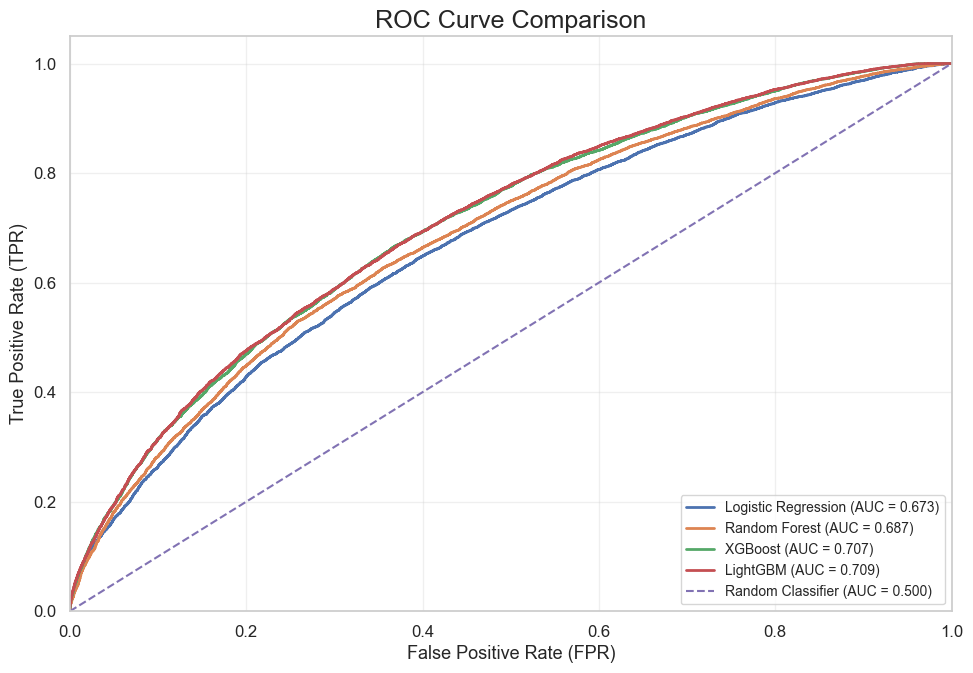 ROC Curve Comparison
True Positive Rate (TPR)
1.0
0.8
0.6
0.4
0.2
0.0
0.0 0.2 0.4 0.6 0.8 1.0
False Positive Rate (FPR)
Logistic Regression (AUC = 0.673)
Random Forest (AUC = 0.687)
XGBoost (AUC = 0.707)
LightGBM (AUC = 0.709)
Random Classifier (AUC = 0.500)